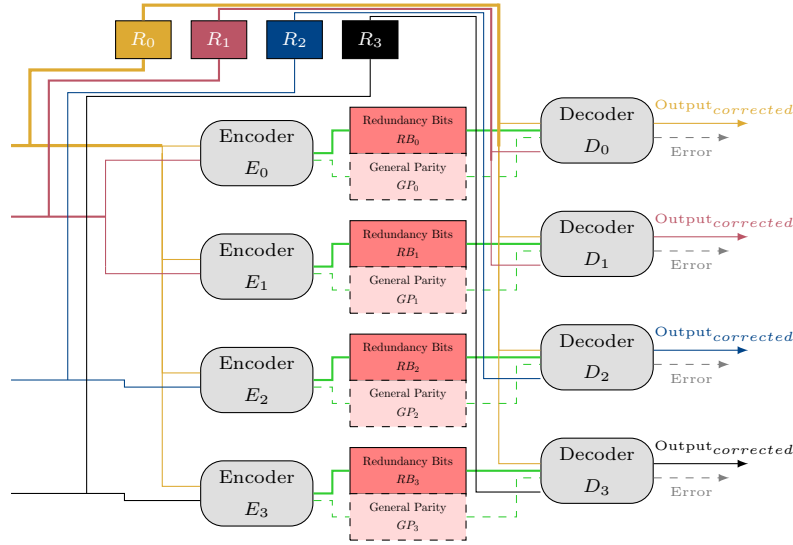 R0 R1 R2 R3
Encoder
E0
Redundancy Bits
RB0
General Parity
GP0
Decoder
D0
Outputcorrected
Error
Encoder
E1
Redundancy Bits
RB1
General Parity
GP1
Decoder
D1
Outputcorrected
Error
Encoder
E2
Redundancy Bits
RB2
General Parity
GP2
Decoder
D2
Outputcorrected
Error
Encoder
E3
Redundancy Bits
RB3
General Parity
GP3
Decoder
D3
Outputcorrected
Error